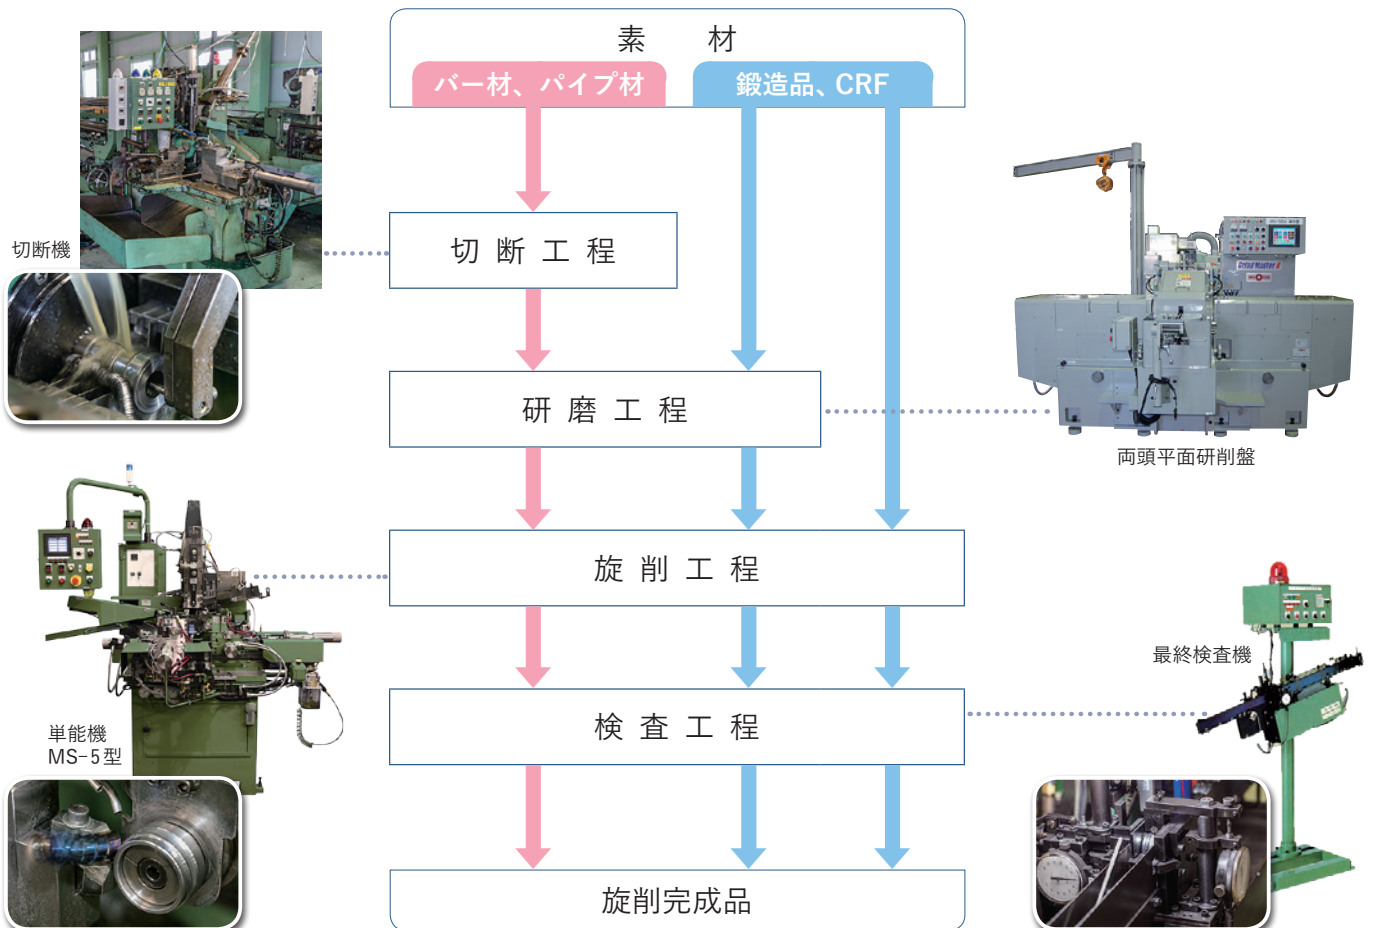 素 材
バー材、パイプ材
鍛造品、CRF
切断機
切断工程
研磨工程
両頭平面研削盤
旋削工程
単能機
MS-5型
最終検査機
検査工程
旋削完成品